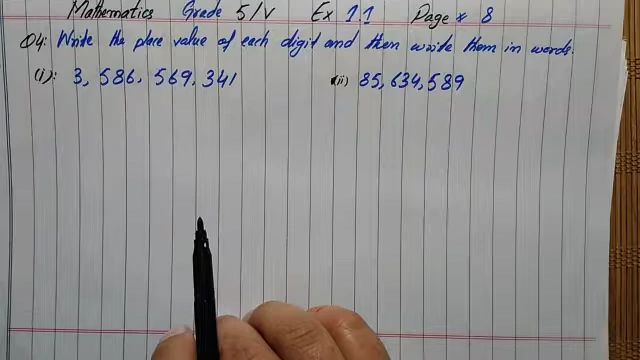 Mathematics Grade 5/V Ex 1.1 Page # 8
Q4: Write the place value of each digit and then write them in words.
(i): 3, 586, 569, 341 (ii) 85,634,589